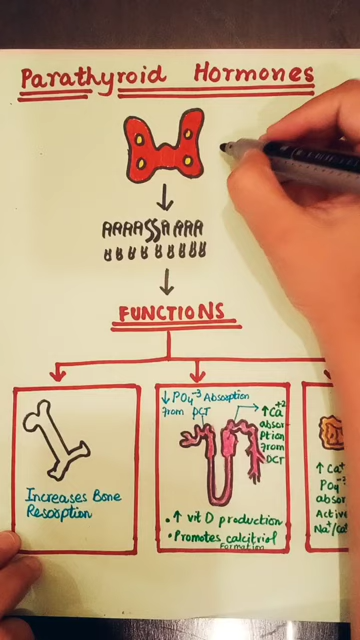 Parathyroid Hormones
FUNCTIONS
Increases Bone
Resorption
↓ PO4-3 Absorption
from PCT
↑Ca+2
absor
Ption
from
DCT
• ↑ vit D production
• Promotes calcitriol
Formation
↑ Ca+
PO4-3
absor
Active
Na+/Ca